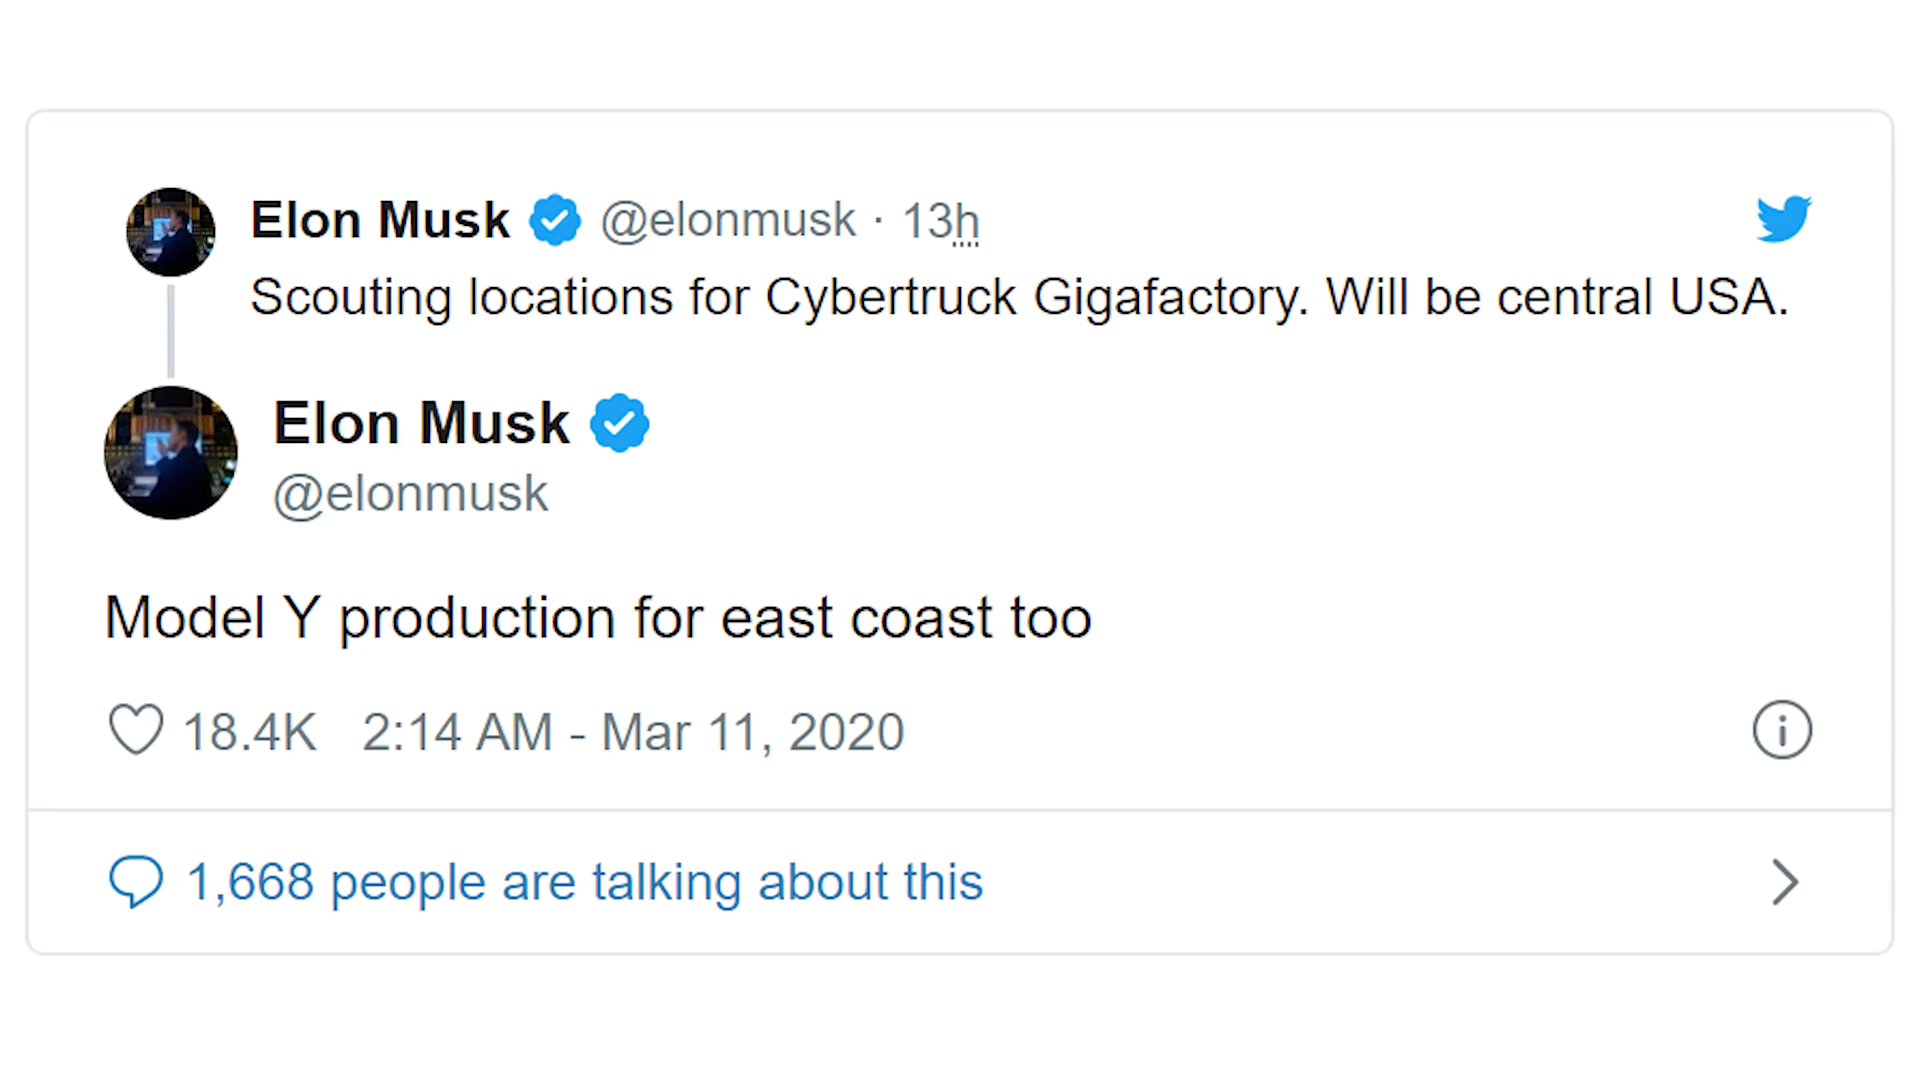 Elon Musk @elonmusk · 13h
Scouting locations for Cybertruck Gigafactory. Will be central USA.
Elon Musk
@elonmusk
Model Y production for east coast too
18.4K 2:14 AM - Mar 11, 2020
1,668 people are talking about this